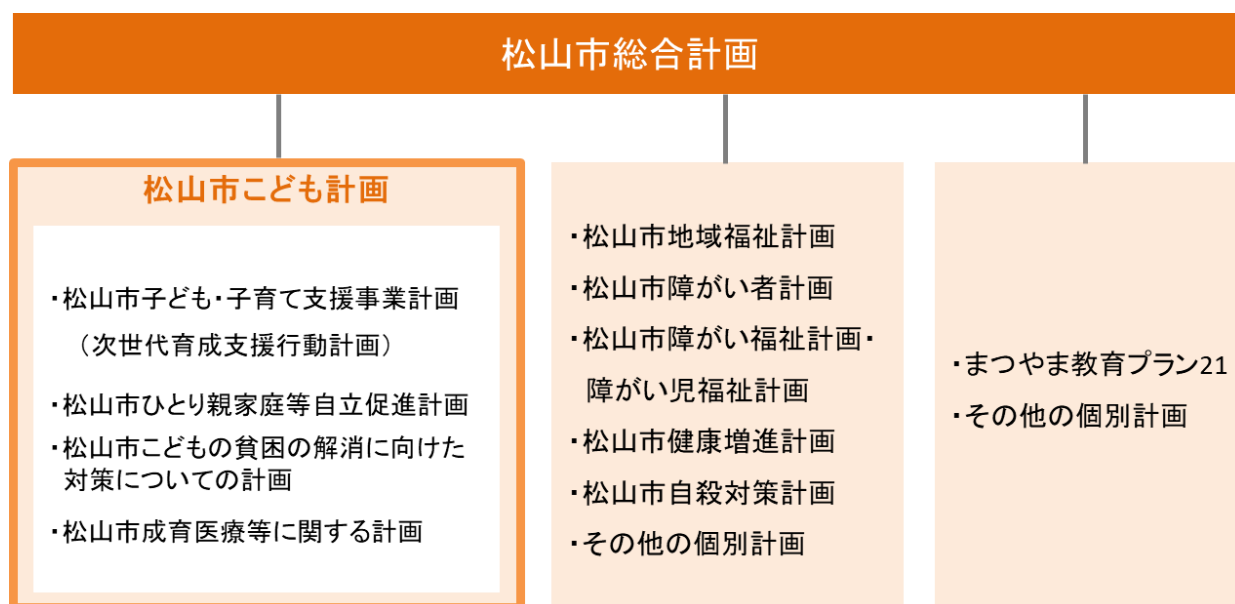 松山市総合計画
松山市こども計画
・松山市子ども・子育て支援事業計画
（次世代育成支援行動計画）
・松山市ひとり親家庭等自立促進計画
・松山市こどもの貧困の解消に向けた
対策についての計画
・松山市成育医療等に関する計画
・松山市地域福祉計画
・松山市障がい者計画
・松山市障がい福祉計画・
障がい児福祉計画
・松山市健康増進計画
・松山市自殺対策計画
・その他の個別計画
・まつやま教育プラン21
・その他の個別計画